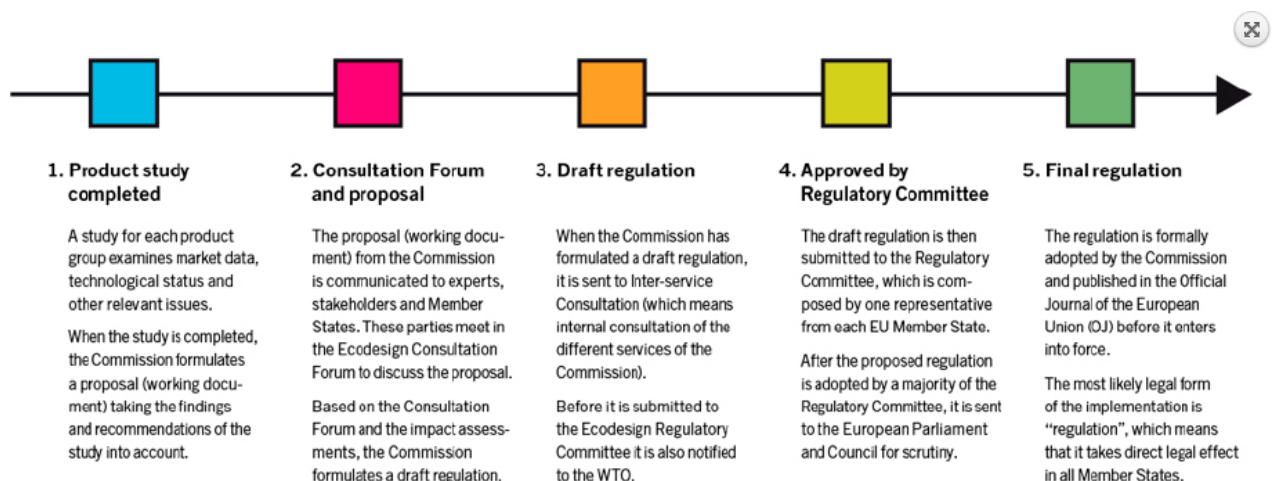 1. Product study
completed
A study for each product
group examines market data,
technological status and
other relevant issues.
When the study is completed,
the Commission formulates
a proposal (working docu-
ment) taking the findings
and recommendations of the
study into account.
2. Consultation Forum
and proposal
The proposal (working docu-
ment) from the Commission
is communicated to experts,
stakeholders and Member
States. These parties meet in
the Ecodesign Consultation
Forum to discuss the proposal.
Based on the Consultation
Forum and the impact assess-
ments, the Commission
formulates a draft regulation.
3. Draft regulation
When the Commission has
formulated a draft regulation,
it is sent to Inter-service
Consultation (which means
internal consultation of the
different services of the
Commission).
Before it is submitted to
the Ecodesign Regulatory
Committee it is also notified
to the WTO.
4. Approved by
Regulatory Committee
The draft regulation is then
submitted to the Regulatory
Committee, which is com-
posed by one representative
from each EU Member State.
After the proposed regulation
is adopted by a majority of the
Regulatory Committee, it is sent
to the European Parliament
and Council for scrutiny.
5. Final regulation
The regulation is formally
adopted by the Commission
and published in the Official
Journal of the European
Union (OJ) before it enters
into force.
The most likely legal form
of the implementation is
“regulation”, which means
that it takes direct legal effect
in all Member States.